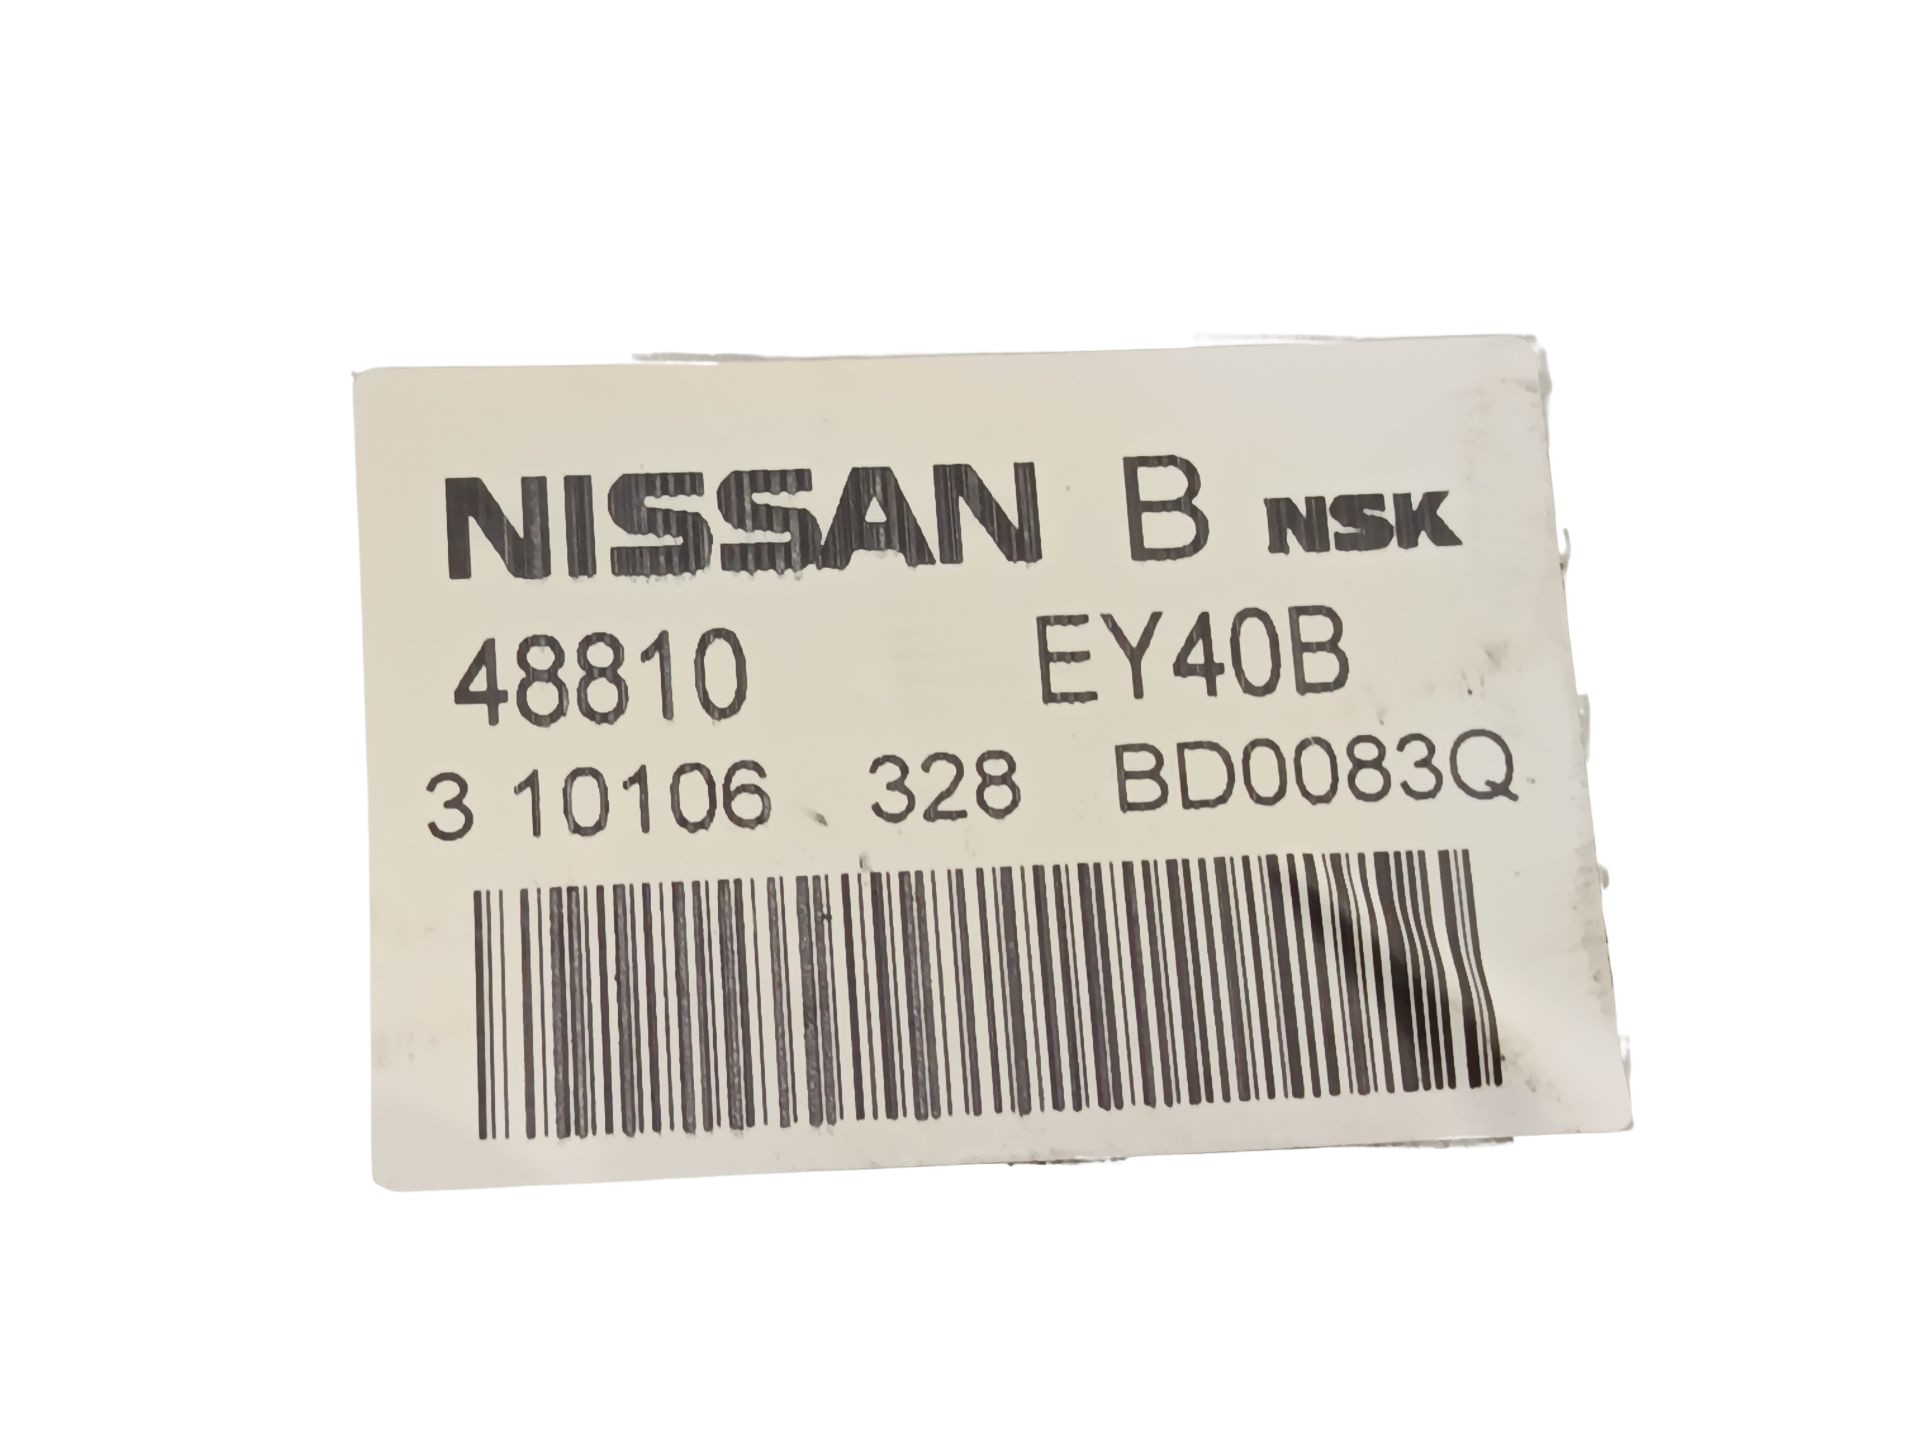 NISSAN B NSK
48810 EY40B
3 10106 328 BD0083Q